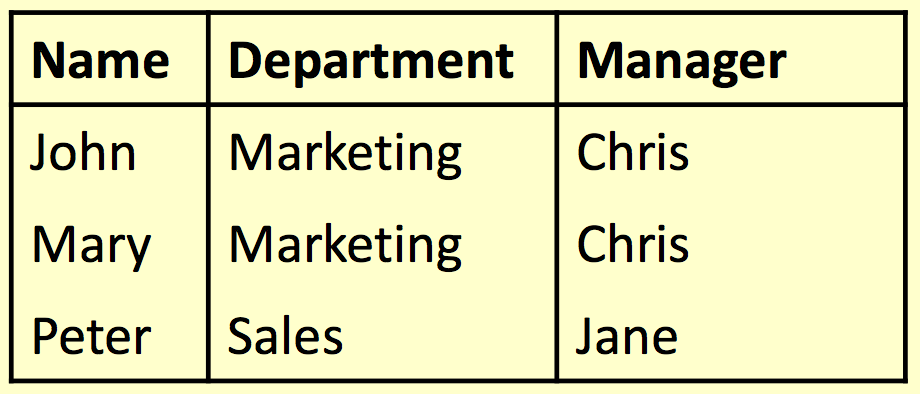 Name Department Manager
John Marketing Chris
Mary Marketing Chris
Peter Sales Jane